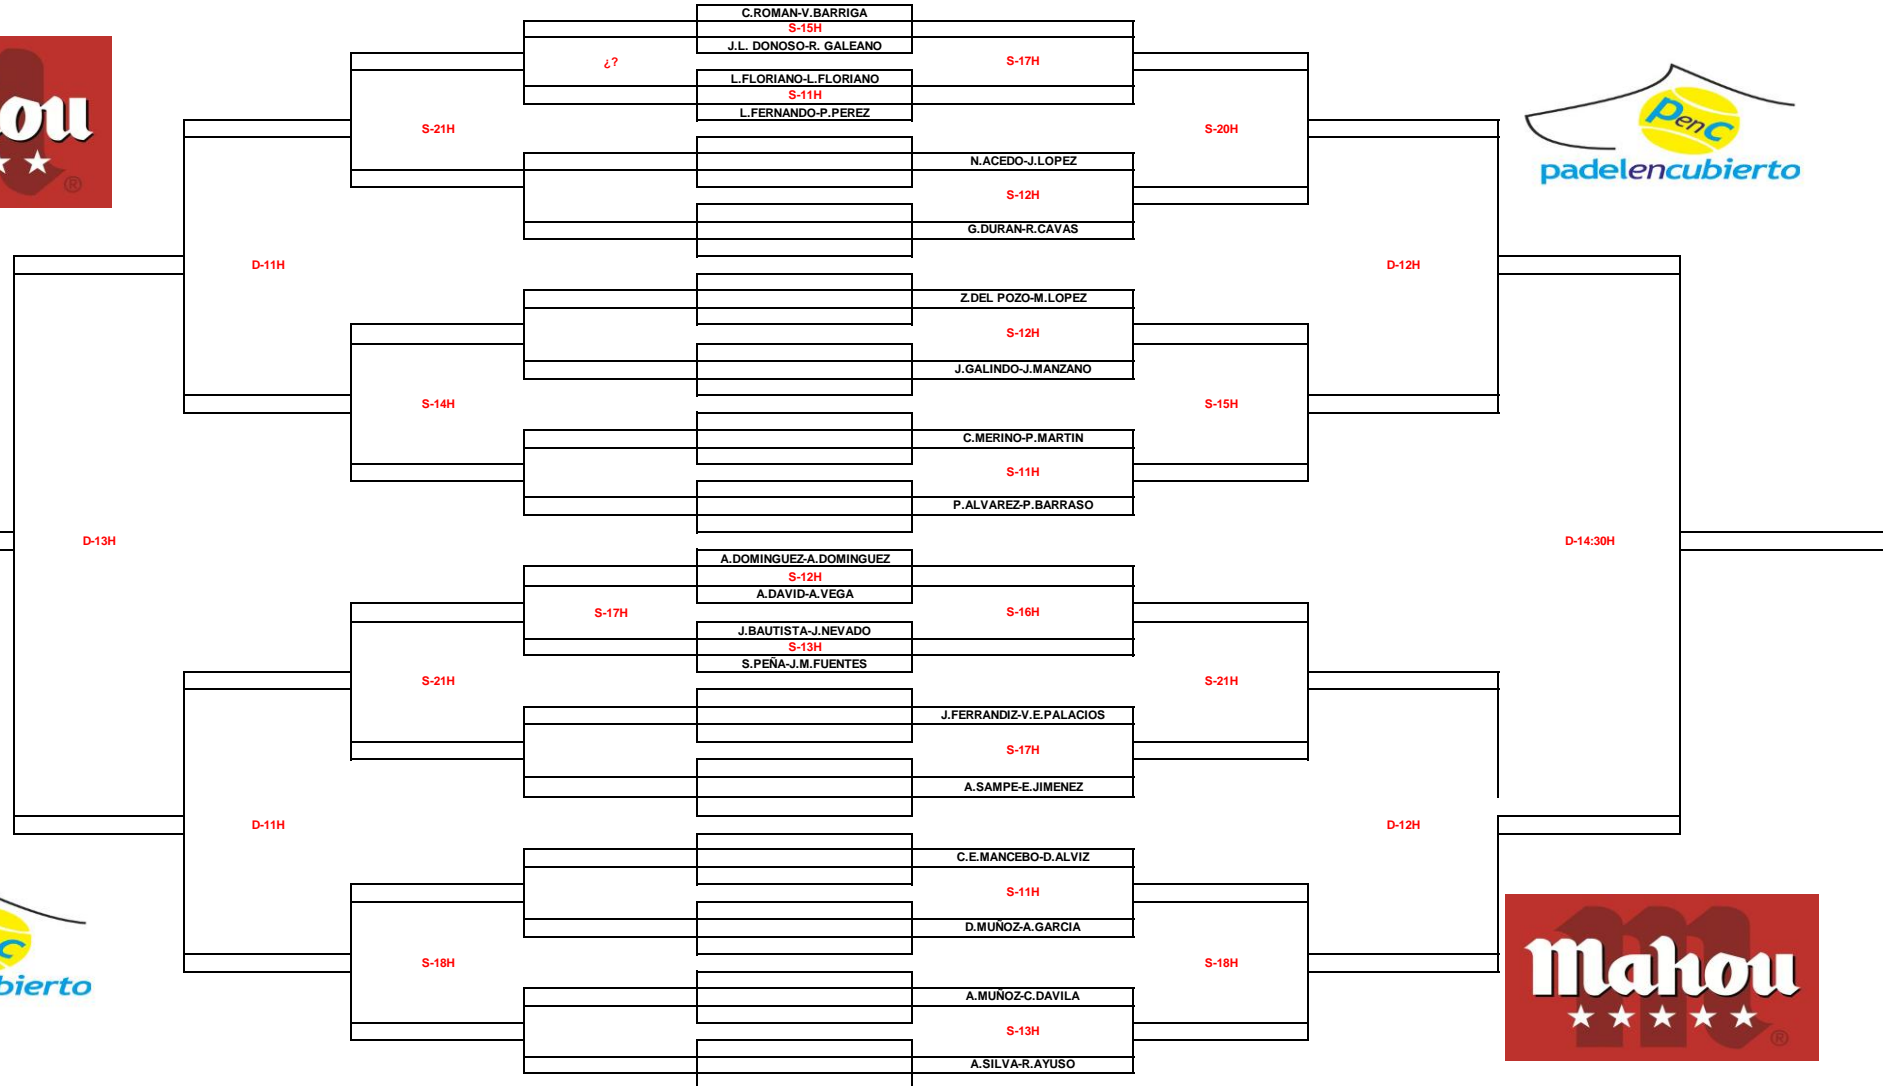 C.ROMAN-V.BARRIGA
S-15H
J.L. DONOSO-R. GALEANO
¿?
S-17H
L.FLORIANO-L.FLORIANO
S-11H
L.FERNANDO-P.PEREZ
ou
®
S-21H
S-20H
PenC
padelencubierto
N.ACEDO-J.LOPEZ
S-12H
G.DURAN-R.CAVAS
D-11H
D-12H
Z.DEL POZO-M.LOPEZ
S-12H
J.GALINDO-J.MANZANO
S-14H
S-15H
C.MERINO-P.MARTIN
S-11H
P.ALVAREZ-P.BARRASO
D-13H
D-14:30H
A.DOMINGUEZ-A.DOMINGUEZ
S-12H
A.DAVID-A.VEGA
S-17H
S-16H
J.BAUTISTA-J.NEVADO
S-13H
S.PEÑA-J.M.FUENTES
S-21H
S-21H
J.FERRANDIZ-V.E.PALACIOS
S-17H
A.SAMPE-E.JIMENEZ
D-11H
D-12H
C.E.MANCEBO-D.ALVIZ
S-11H
D.MUÑOZ-A.GARCIA
C
bierto
S-18H
S-18H
mahou
®
A.MUÑOZ-C.DAVILA
S-13H
A.SILVA-R.AYUSO